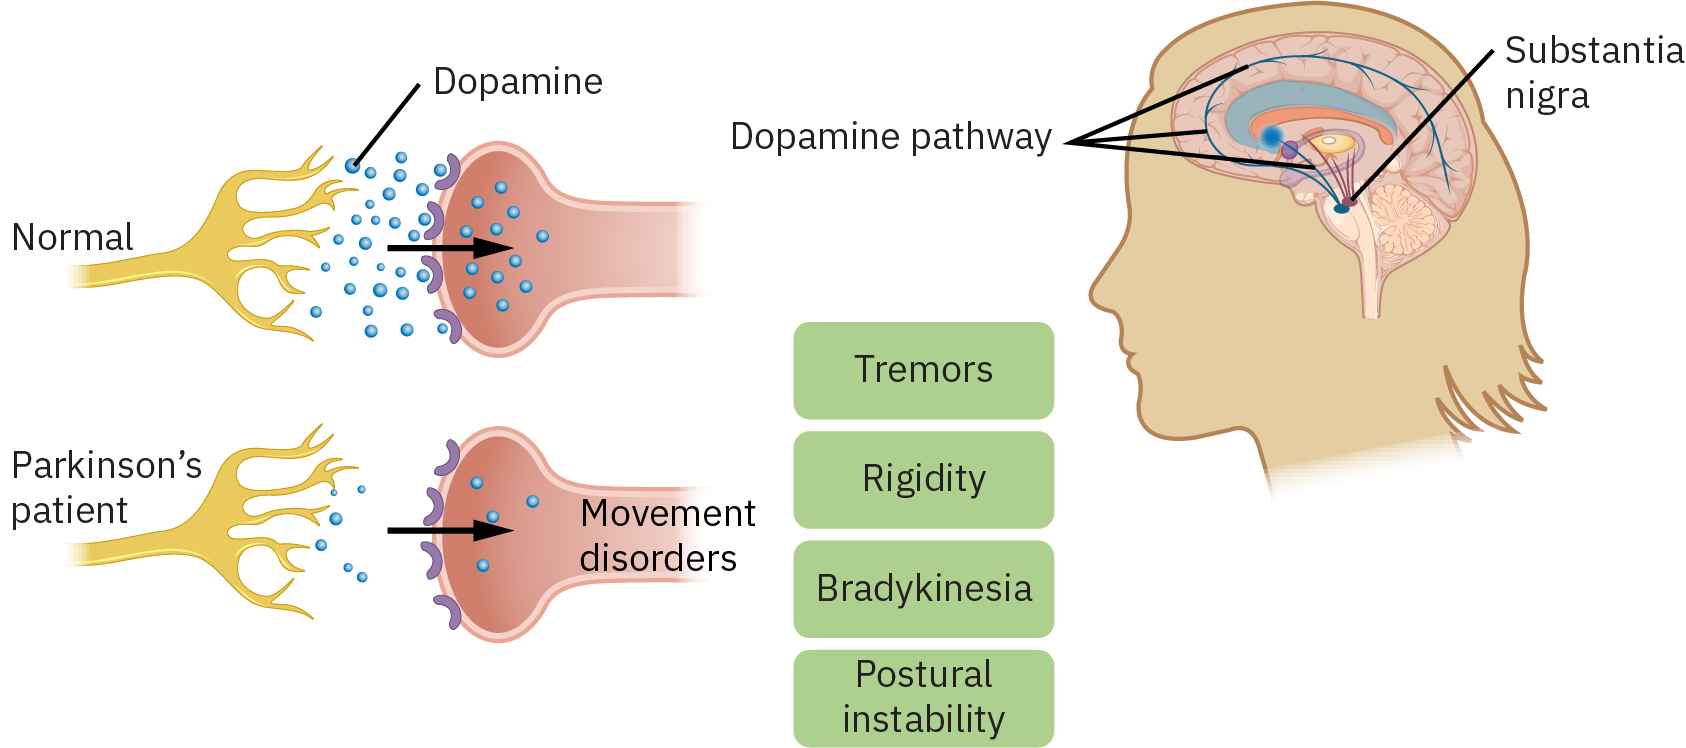 Dopamine
Normal
Parkinson’s
patient
Movement
disorders
Dopamine pathway
Substantia
nigra
Tremors
Rigidity
Bradykinesia
Postural
instability